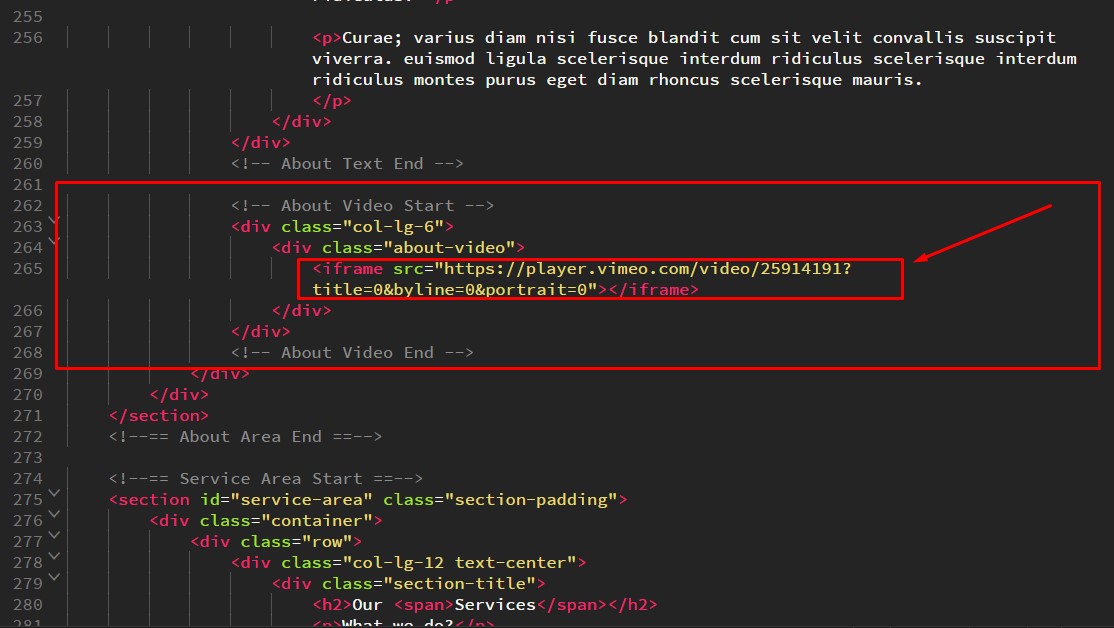 255
256 <p>Curae; varius diam nisi fusce blandit cum sit velit convallis suscipit
viverra. euismod ligula scelerisque interdum ridiculus scelerisque interdum
ridiculus montes purus eget diam rhoncus scelerisque mauris.
257 </p>
258 </div>
259 </div>
260 <!-- About Text End -->
261
262 <!-- About Video Start -->
263 <div class="col-lg-6">
264 <div class="about-video">
265 <iframe src="https://player.vimeo.com/video/25914191?
title=0&byline=0&portrait=0"></iframe>
266 </div>
267 </div>
268 <!-- About Video End -->
269 </div>
270 </div>
271 </section>
272 <!--== About Area End ==-->
273
274 <!--== Service Area Start ==-->
275 <section id="service-area" class="section-padding">
276 <div class="container">
277 <div class="row">
278 <div class="col-lg-12 text-center">
279 <div class="section-title">
280 <h2>Our <span>Services</span></h2>
281 <p>What we do?</p>